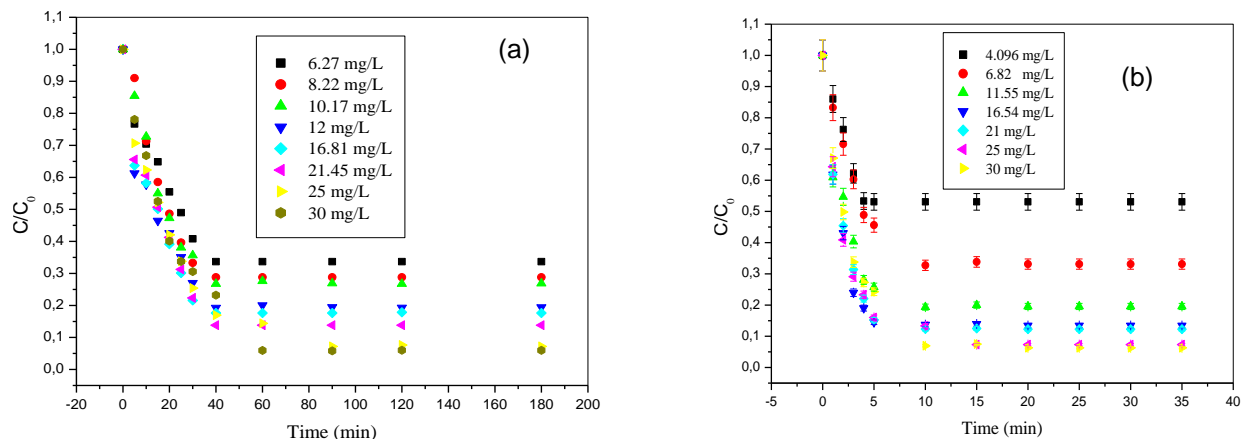 1,1
1,0
0,9
0,8
0,7
0,6
0,5
0,4
0,3
0,2
0,1
0,0
C/C0
-20 0 20 40 60 80 100 120 140 160 180 200
Time (min)
(a)
6.27 mg/L
8.22 mg/L
10.17 mg/L
12 mg/L
16.81 mg/L
21.45 mg/L
25 mg/L
30 mg/L
1,1
1,0
0,9
0,8
0,7
0,6
0,5
0,4
0,3
0,2
0,1
0,0
C/C0
-5 0 5 10 15 20 25 30 35 40
Time (min)
(b)
4.096 mg/L
6.82 mg/L
11.55 mg/L
16.54 mg/L
21 mg/L
25 mg/L
30 mg/L